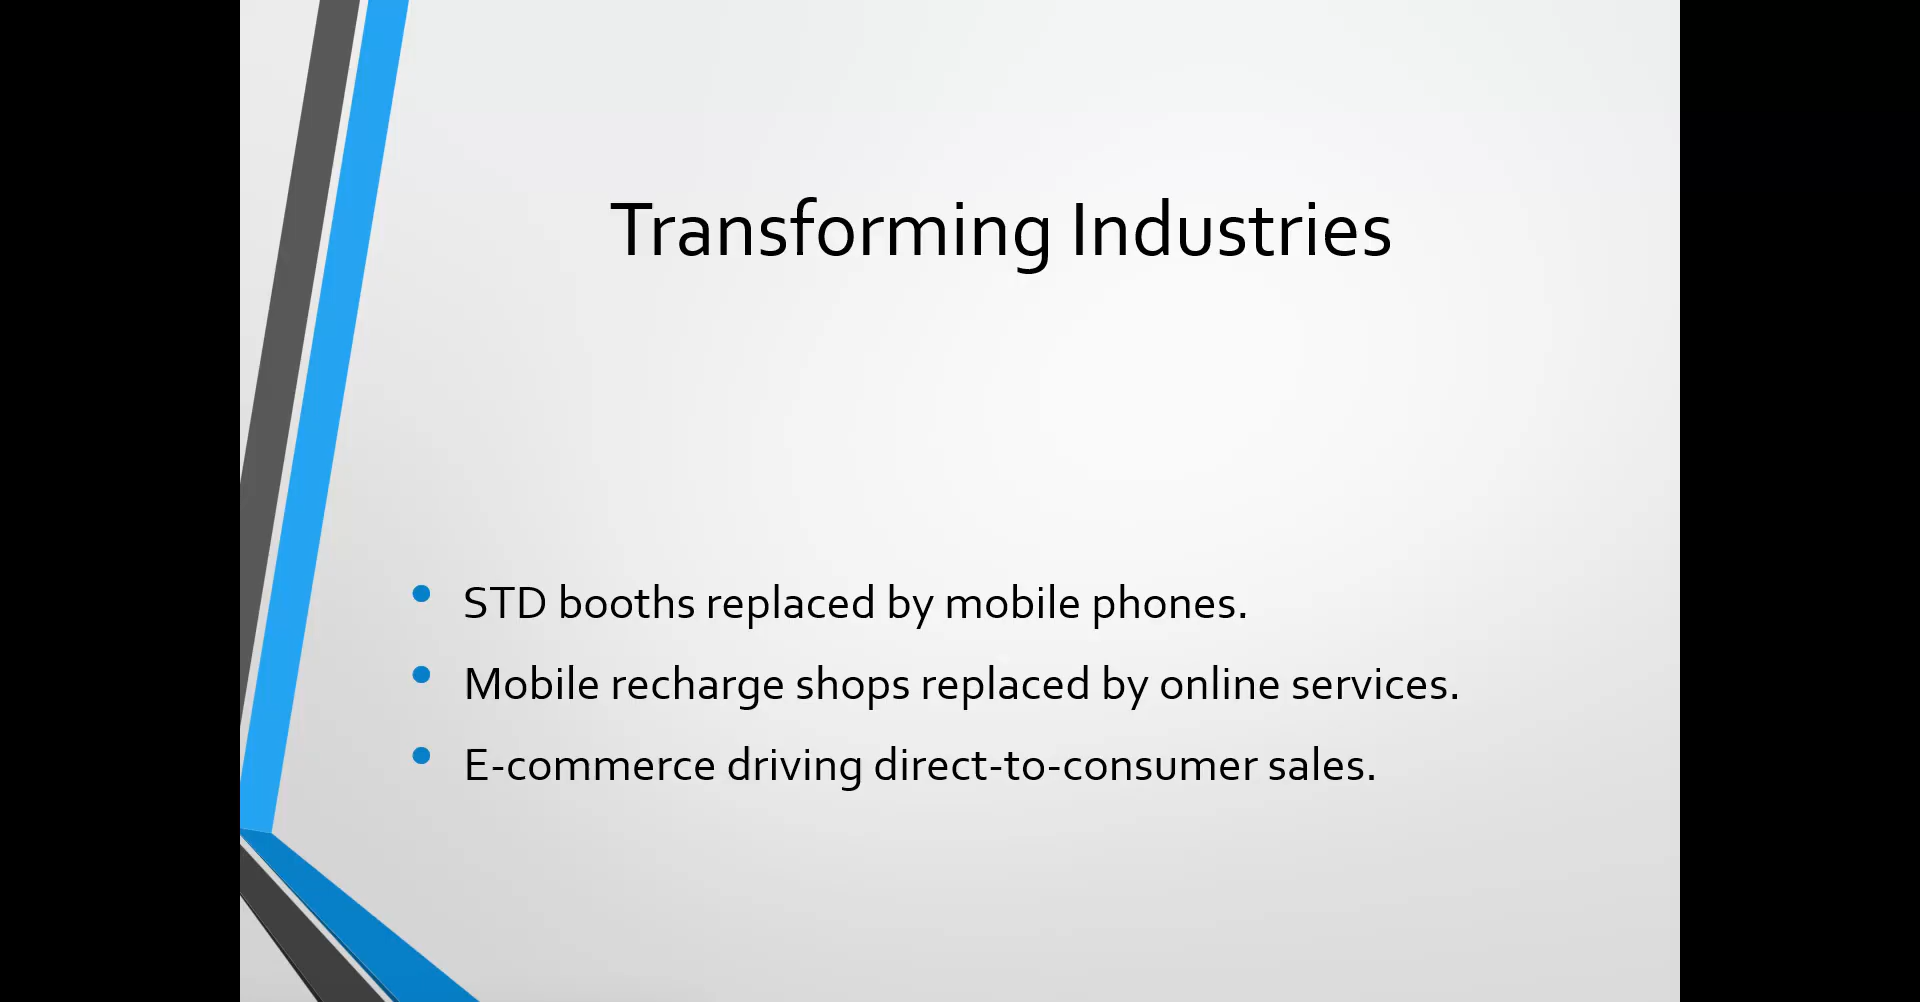 Transforming Industries
• STD booths replaced by mobile phones.
• Mobile recharge shops replaced by online services.
• E-commerce driving direct-to-consumer sales.